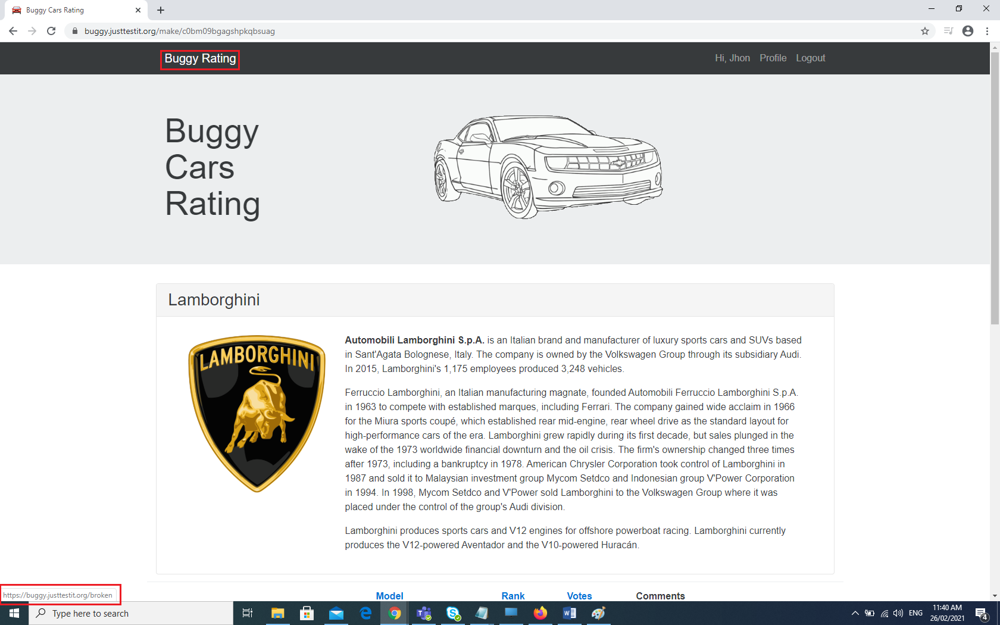 Buggy Cars Rating
buggy.justtestit.org/make/c0bm09bgagshpkqbsuag
Buggy Rating
Hi, Jhon Profile Logout
Buggy
Cars
Rating
Lamborghini
LAMBORGHINI
Automobili Lamborghini S.p.A. is an Italian brand and manufacturer of luxury sports cars and SUVs based
in Sant'Agata Bolognese, Italy. The company is owned by the Volkswagen Group through its subsidiary Audi.
In 2015, Lamborghini's 1,175 employees produced 3,248 vehicles.
Ferruccio Lamborghini, an Italian manufacturing magnate, founded Automobili Ferruccio Lamborghini S.p.A.
in 1963 to compete with established marques, including Ferrari. The company gained wide acclaim in 1966
for the Miura sports coupé, which established rear mid-engine, rear wheel drive as the standard layout for
high-performance cars of the era. Lamborghini grew rapidly during its first decade, but sales plunged in the
wake of the 1973 worldwide financial downturn and the oil crisis. The firm's ownership changed three times
after 1973, including a bankruptcy in 1978. American Chrysler Corporation took control of Lamborghini in
1987 and sold it to Malaysian investment group Mycom Setdco and Indonesian group V'Power Corporation
in 1994. In 1998, Mycom Setdco and V'Power sold Lamborghini to the Volkswagen Group where it was
placed under the control of the group's Audi division.
Lamborghini produces sports cars and V12 engines for offshore powerboat racing. Lamborghini currently
produces the V12-powered Aventador and the V10-powered Huracán.
Model Rank Votes Comments
https://buggy.justtestit.org/broken
Type here to search
ENG
11:40 AM
26/02/2021
4